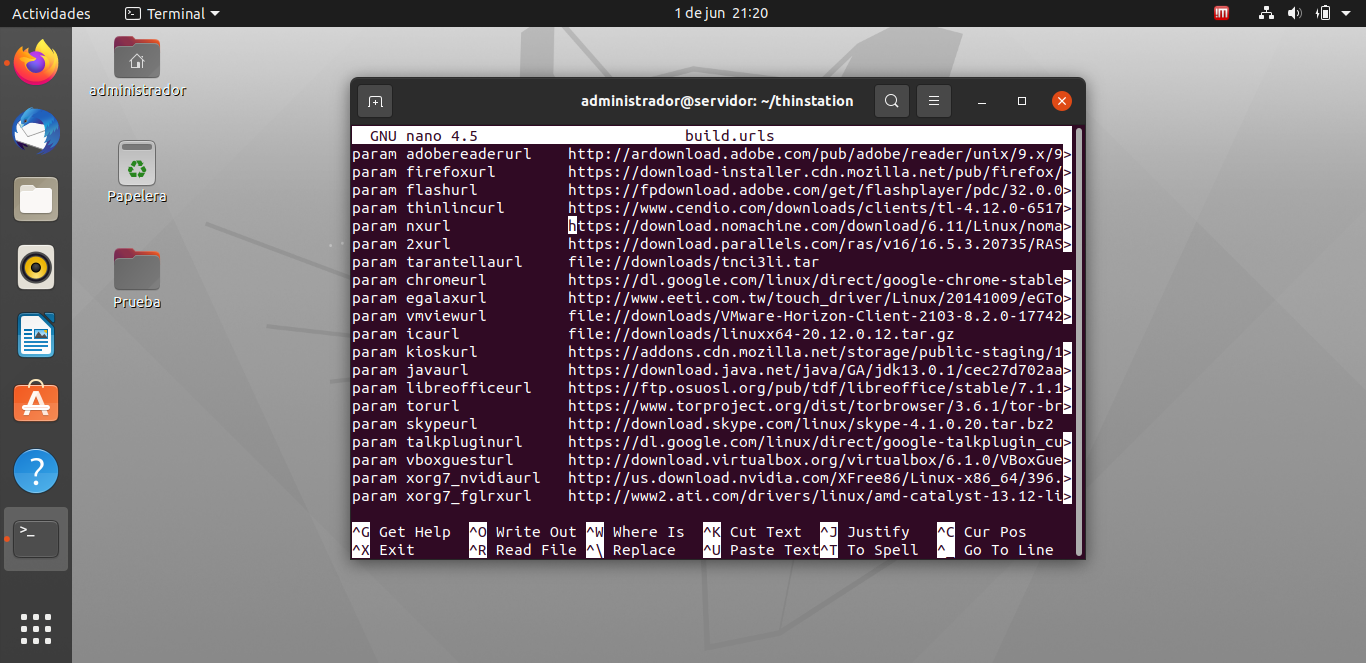 Actividades
Terminal
1 de jun 21:20
administrador
Papelera
Prueba
administrador@servidor: ~/thinstation
GNU nano 4.5 build.urls
param adobereaderurl http://ardownload.adobe.com/pub/adobe/reader/unix/9.x/9>
param firefoxurl https://download-installer.cdn.mozilla.net/pub/firefox/>
param flashurl https://fpdownload.adobe.com/get/flashplayer/pdc/32.0.0>
param thinlincurl https://www.cendio.com/downloads/clients/tl-4.12.0-6517>
param nxurl https://download.nomachine.com/download/6.11/Linux/noma>
param 2xurl https://download.parallels.com/ras/v16/16.5.3.20735/RAS>
param tarantellaurl file://downloads/tnci3li.tar
param chromeurl https://dl.google.com/linux/direct/google-chrome-stable>
param egalaxurl http://www.eeti.com.tw/touch_driver/Linux/20141009/eGTo>
param vmviewurl file://downloads/VMware-Horizon-Client-2103-8.2.0-17742>
param icaurl file://downloads/linuxx64-20.12.0.12.tar.gz
param kioskurl https://addons.cdn.mozilla.net/storage/public-staging/1>
param javaurl https://download.java.net/java/GA/jdk13.0.1/cec27d702aa>
param libreofficeurl https://ftp.osuosl.org/pub/tdf/libreoffice/stable/7.1.1>
param torurl https://www.torproject.org/dist/torbrowser/3.6.1/tor-br>
param skypeurl http://download.skype.com/linux/skype-4.1.0.20.tar.bz2
param talkpluginurl https://dl.google.com/linux/direct/google-talkplugin_cu>
param vboxguesturl http://download.virtualbox.org/virtualbox/6.1.0/VBoxGue>
param xorg7_nvidiaurl http://us.download.nvidia.com/XFree86/Linux-x86_64/396.>
param xorg7_fglrxurl http://www2.ati.com/drivers/linux/amd-catalyst-13.12-li>
^G Get Help ^O Write Out ^W Where Is ^K Cut Text ^J Justify ^C Cur Pos
^X Exit ^R Read File ^\ Replace ^U Paste Text ^T To Spell ^_ Go To Line